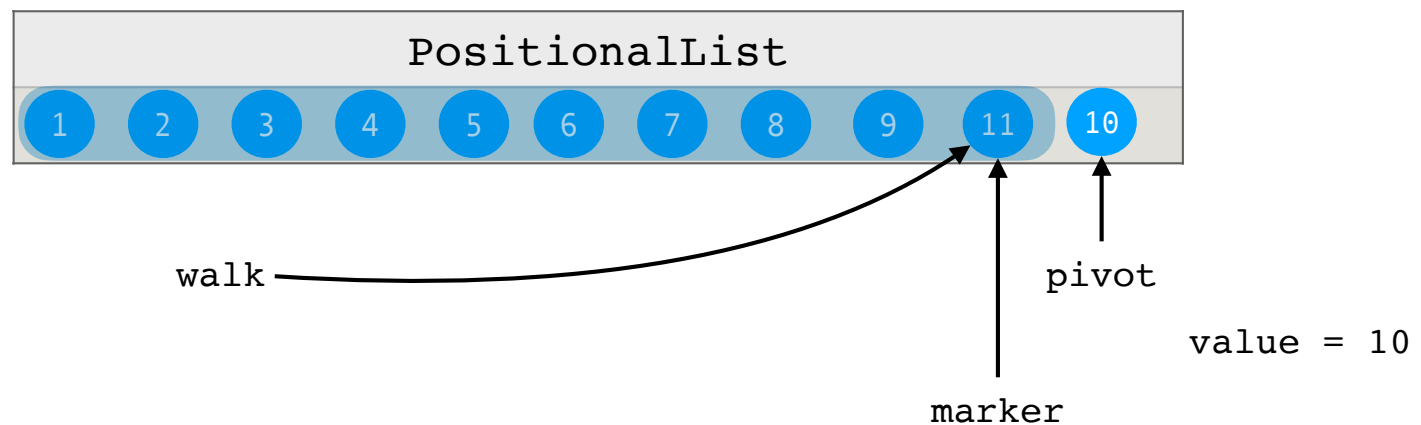 PositionalList
1 2 3 4 5 6 7 8 9 11 10
walk
pivot
value = 10
marker